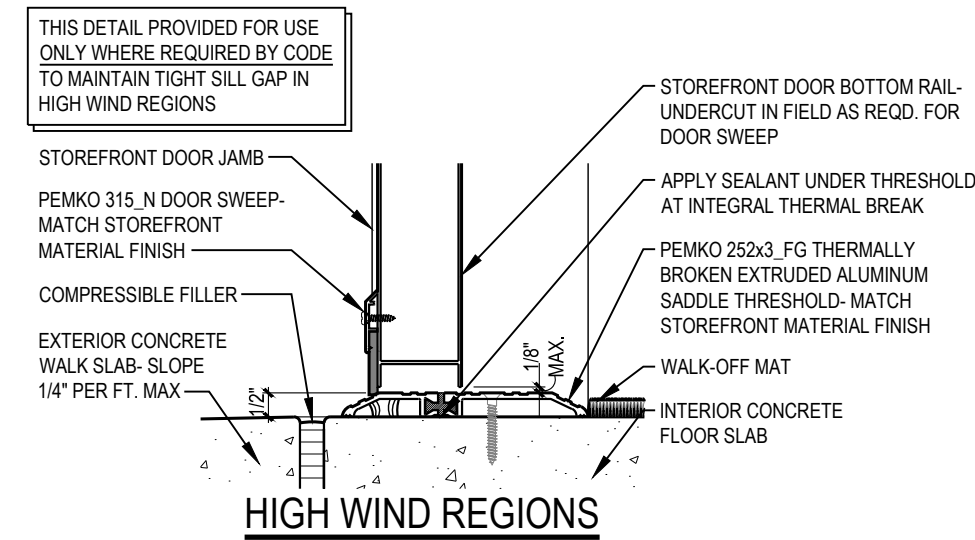 THIS DETAIL PROVIDED FOR USE
ONLY WHERE REQUIRED BY CODE
TO MAINTAIN TIGHT SILL GAP IN
HIGH WIND REGIONS
STOREFRONT DOOR JAMB
PEMKO 315_N DOOR SWEEP-
MATCH STOREFRONT
MATERIAL FINISH
COMPRESSIBLE FILLER
EXTERIOR CONCRETE
WALK SLAB- SLOPE
1/4" PER FT. MAX
1/2"
1/8"
MAX.
STOREFRONT DOOR BOTTOM RAIL-
UNDERCUT IN FIELD AS REQD. FOR
DOOR SWEEP
APPLY SEALANT UNDER THRESHOLD
AT INTEGRAL THERMAL BREAK
PEMKO 252x3_FG THERMALLY
BROKEN EXTRUDED ALUMINUM
SADDLE THRESHOLD- MATCH
STOREFRONT MATERIAL FINISH
WALK-OFF MAT
INTERIOR CONCRETE
FLOOR SLAB
HIGH WIND REGIONS